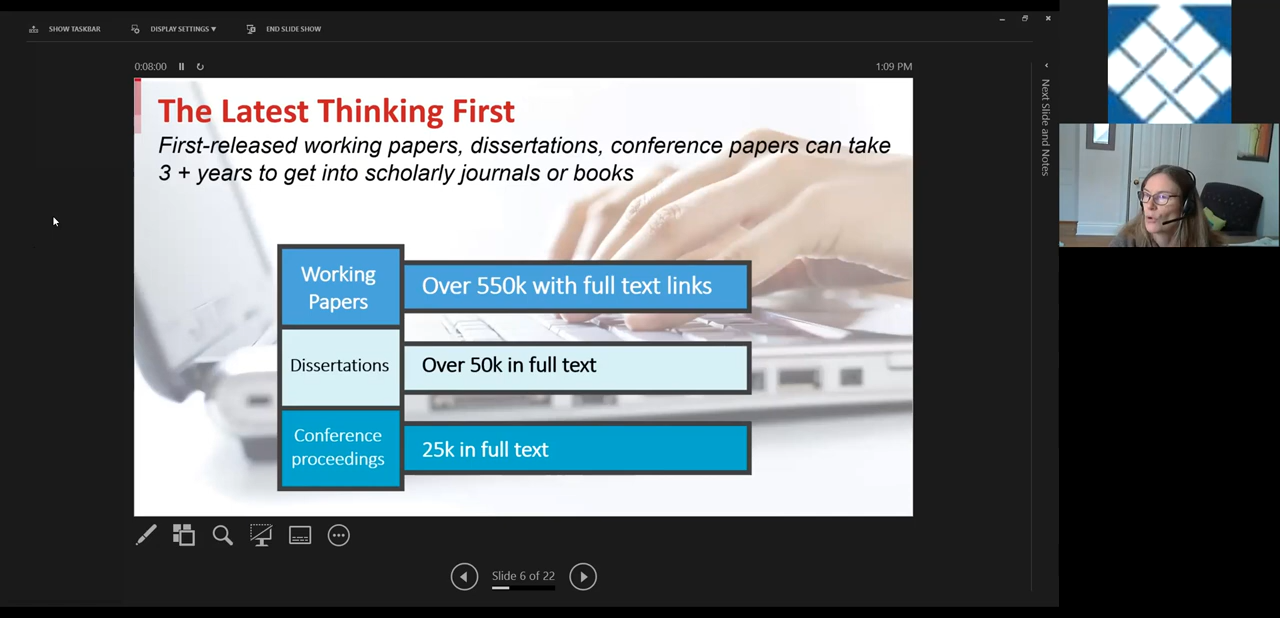 SHOW TASKBAR
DISPLAY SETTINGS ▾
END SLIDE SHOW
0:08:00
1:09 PM
The Latest Thinking First
First-released working papers, dissertations, conference papers can take
3 + years to get into scholarly journals or books
Working
Papers
Over 550k with full text links
Dissertations
Over 50k in full text
Conference
proceedings
25k in full text
Slide 6 of 22
Next Slide and Notes